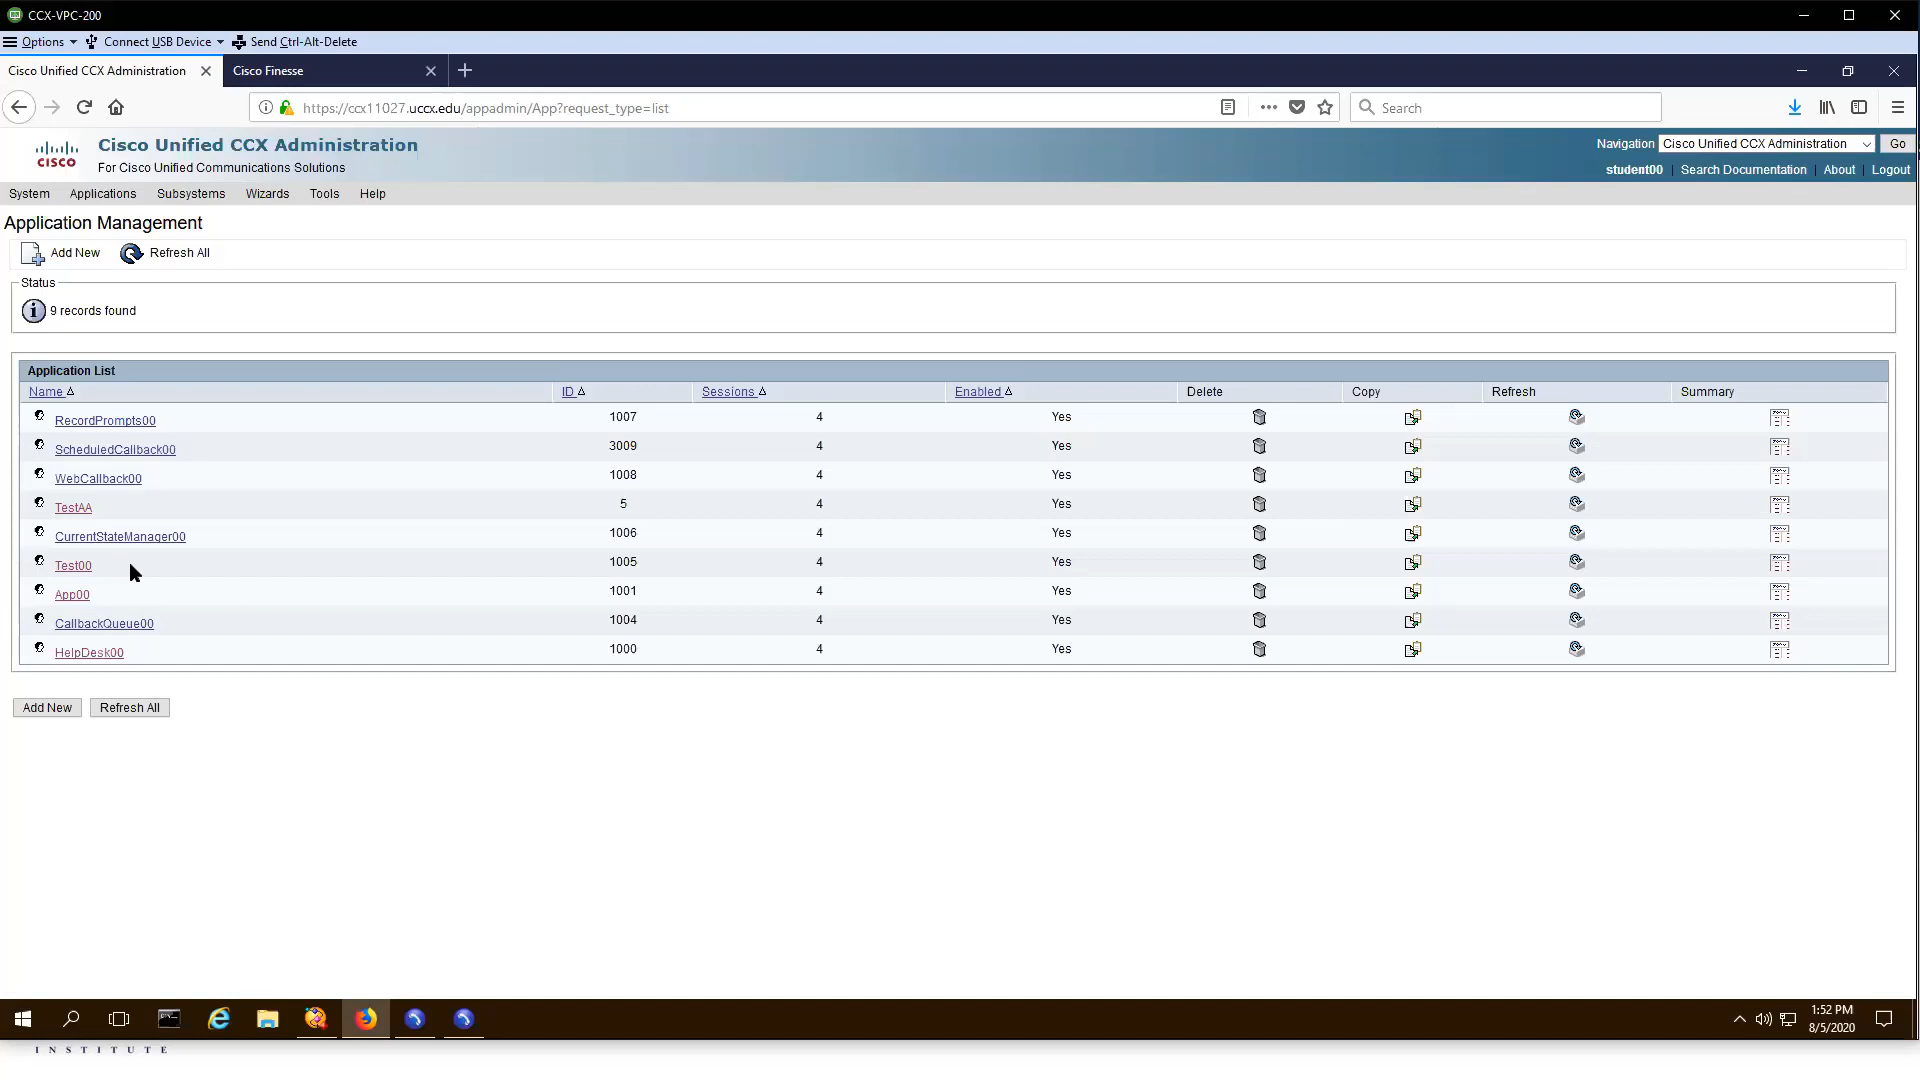 CCX-VPC-200
Options Connect USB Device Send Ctrl-Alt-Delete
Cisco Unified CCX Administration Cisco Finesse
https://ccx11027.uccx.edu/appadmin/App?request_type=list Search
CISCO Cisco Unified CCX Administration
For Cisco Unified Communications Solutions
Navigation Cisco Unified CCX Administration Go
student00 Search Documentation About Logout
System Applications Subsystems Wizards Tools Help
Application Management
Add New Refresh All
Status
9 records found
Application List
Name ID Sessions Enabled Delete Copy Refresh Summary
RecordPrompts00 1007 4 Yes
ScheduledCallback00 3009 4 Yes
WebCallback00 1008 4 Yes
TestAA 5 4 Yes
CurrentStateManager00 1006 4 Yes
Test00 1005 4 Yes
App00 1001 4 Yes
CallbackQueue00 1004 4 Yes
HelpDesk00 1000 4 Yes
Add New Refresh All
1:52 PM
8/5/2020
INSTITUTE